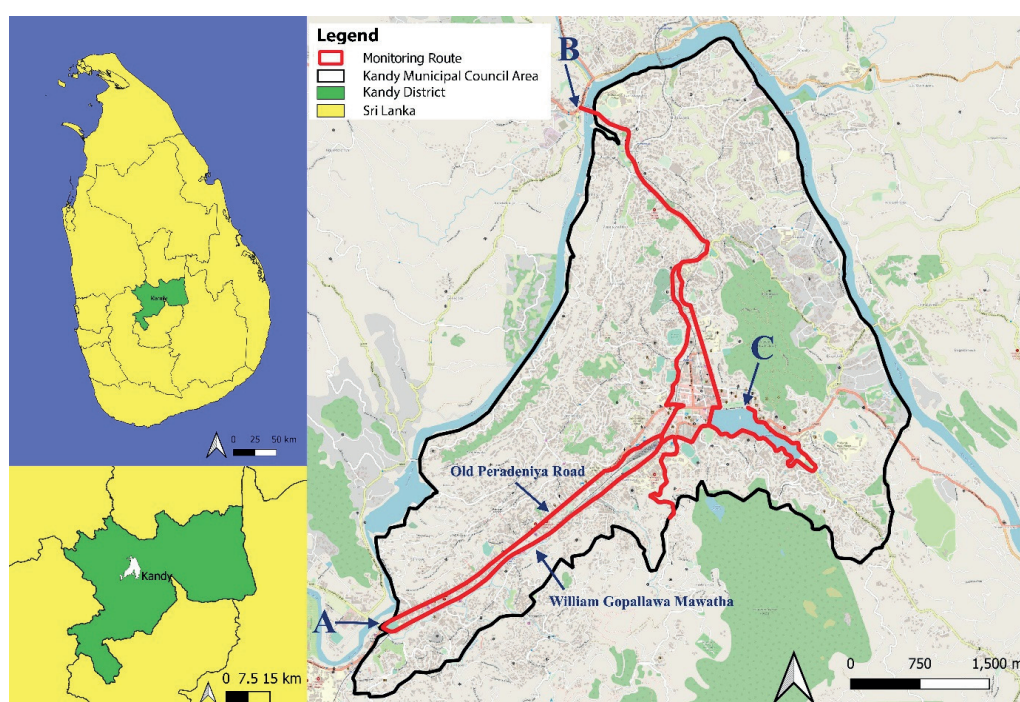 Legend
Monitoring Route
Kandy Municipal Council Area
Kandy District
Sri Lanka
Kandy
0 25 50 km
Kandy
0 7.5 15 km
B
C
Old Peradeniya Road
William Gopallawa Mawatha
A
0 750 1,500 m